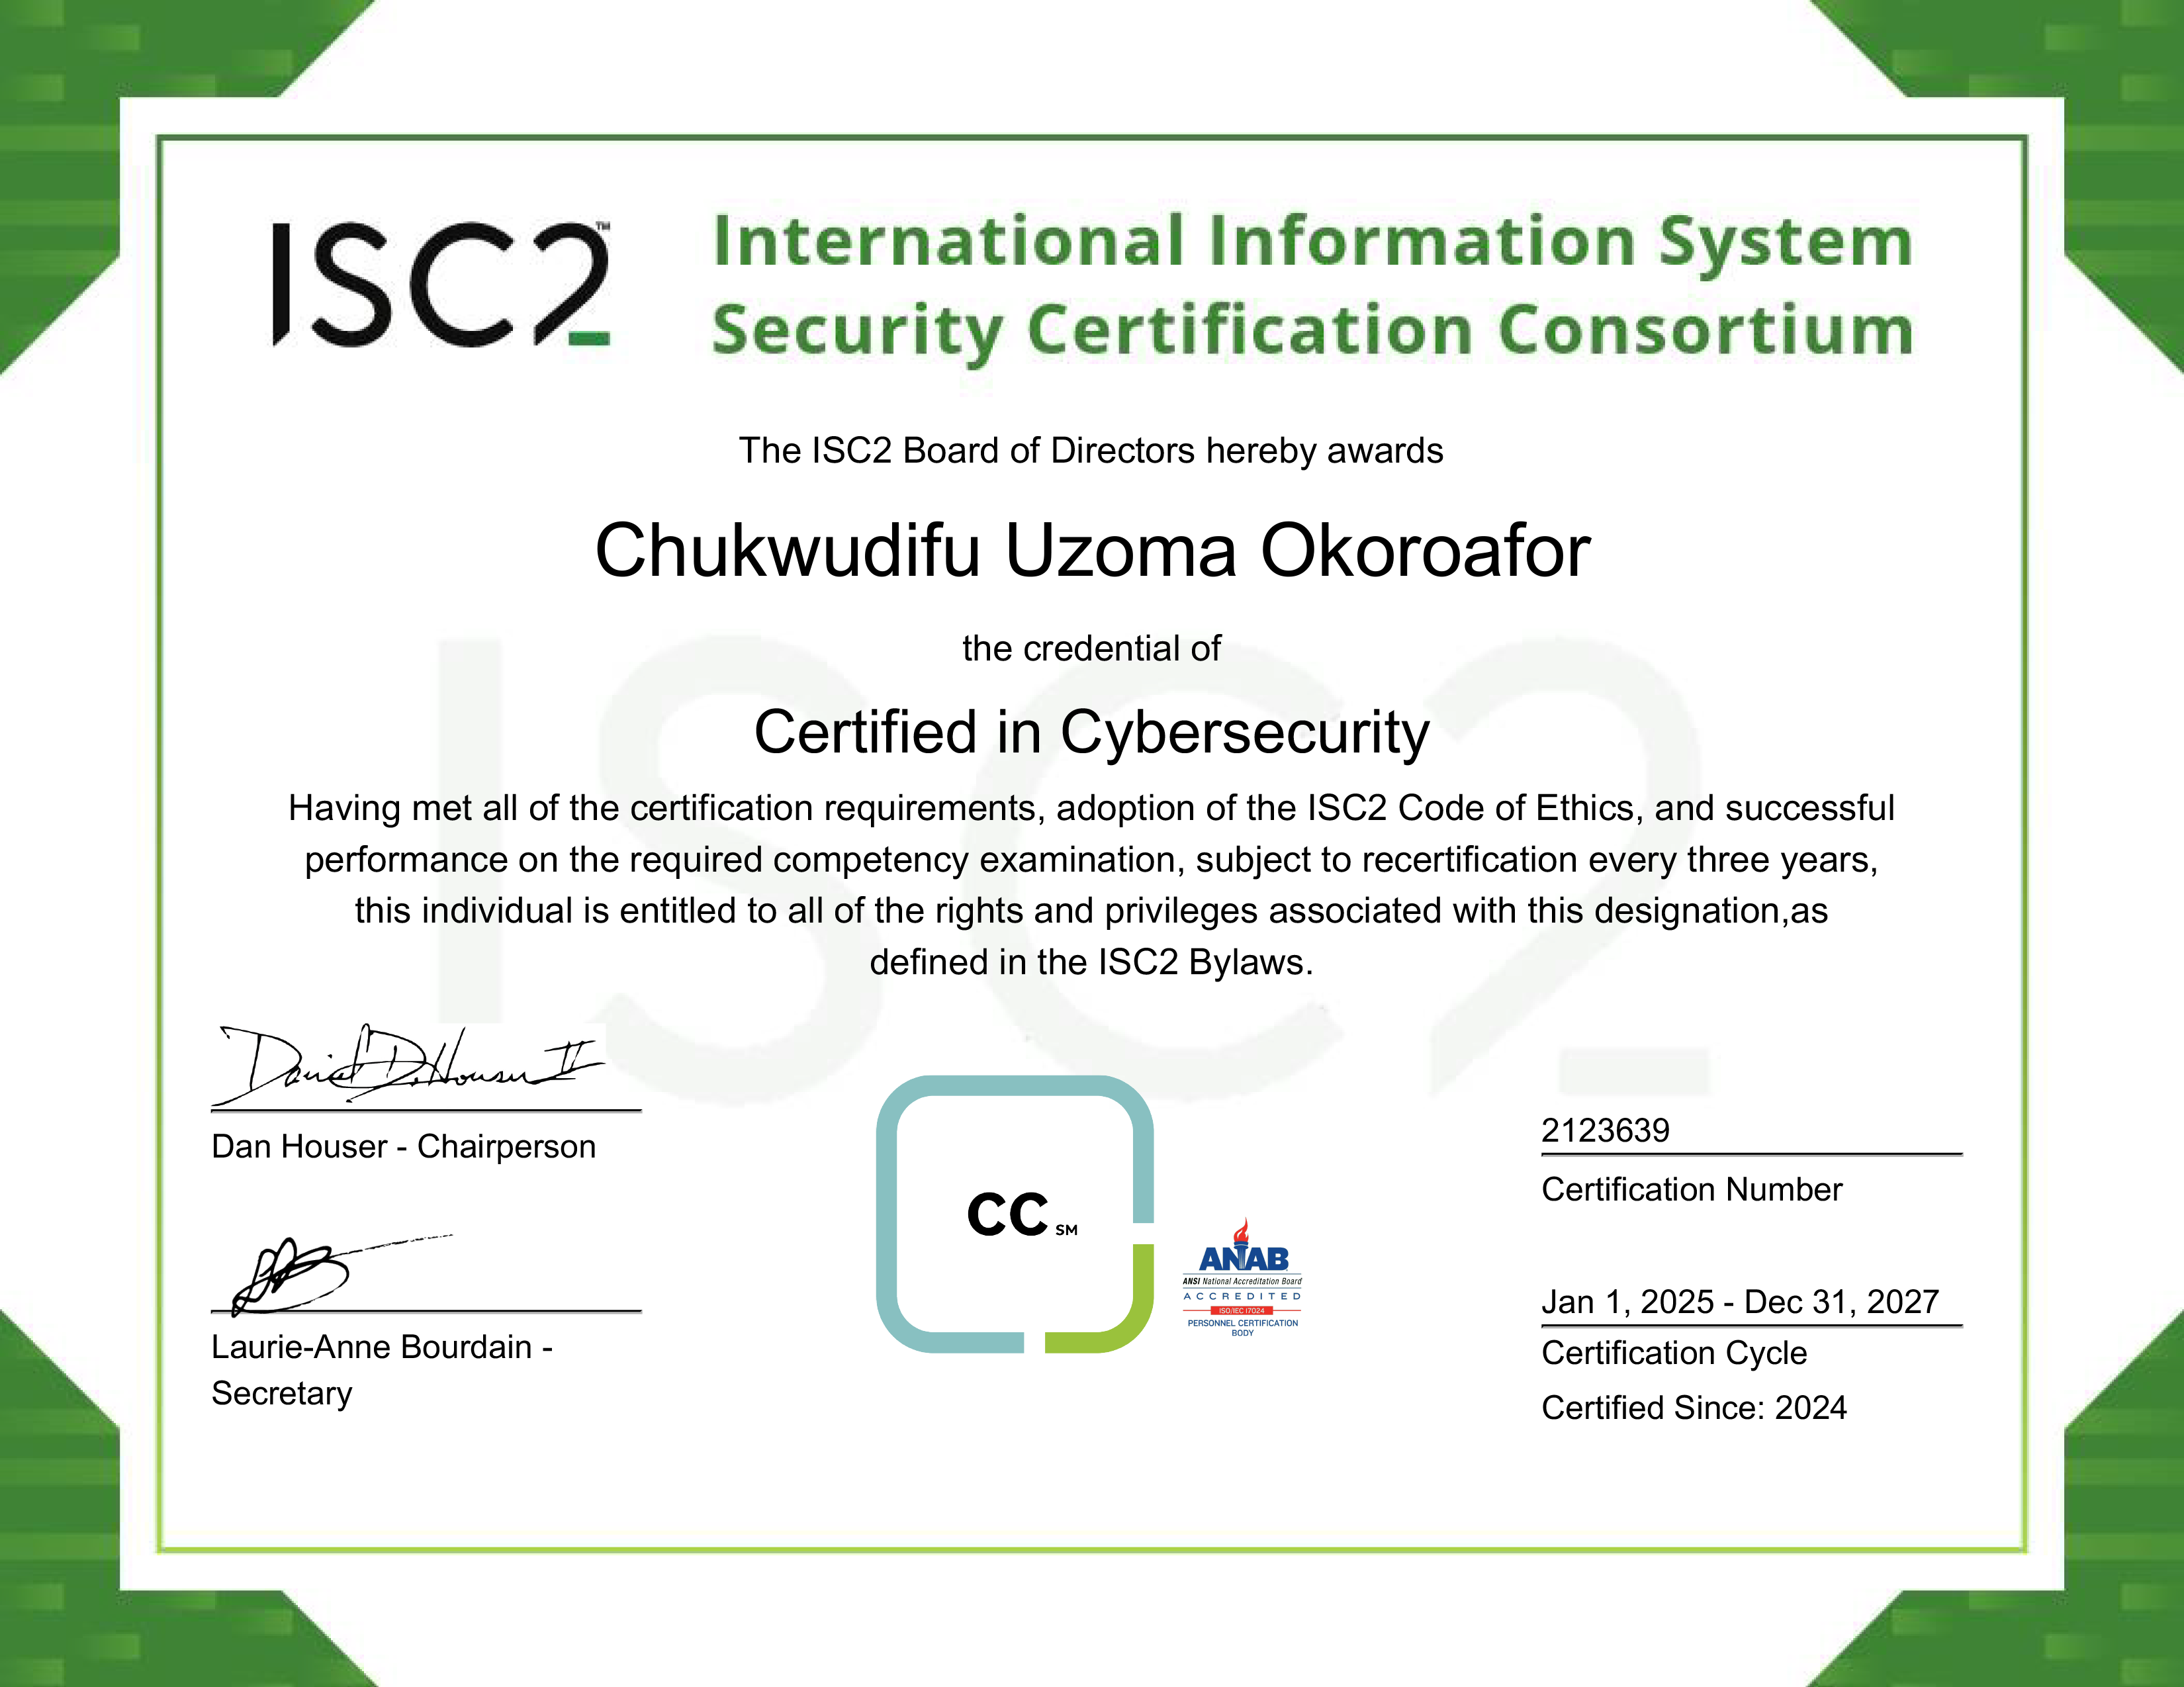 ISC2™
International Information System
Security Certification Consortium
The ISC2 Board of Directors hereby awards
Chukwudifu Uzoma Okoroafor
the credential of
Certified in Cybersecurity
Having met all of the certification requirements, adoption of the ISC2 Code of Ethics, and successful
performance on the required competency examination, subject to recertification every three years,
this individual is entitled to all of the rights and privileges associated with this designation,as
defined in the ISC2 Bylaws.
ISC2
Daniel D. Houser II
Dan Houser - Chairperson
Laurie-Anne Bourdain -
Secretary
CC SM
ANAB
ANSI National Accreditation Board
ACCREDITED
ISO/IEC 17024
PERSONNEL CERTIFICATION
BODY
2123639
Certification Number
Jan 1, 2025 - Dec 31, 2027
Certification Cycle
Certified Since: 2024